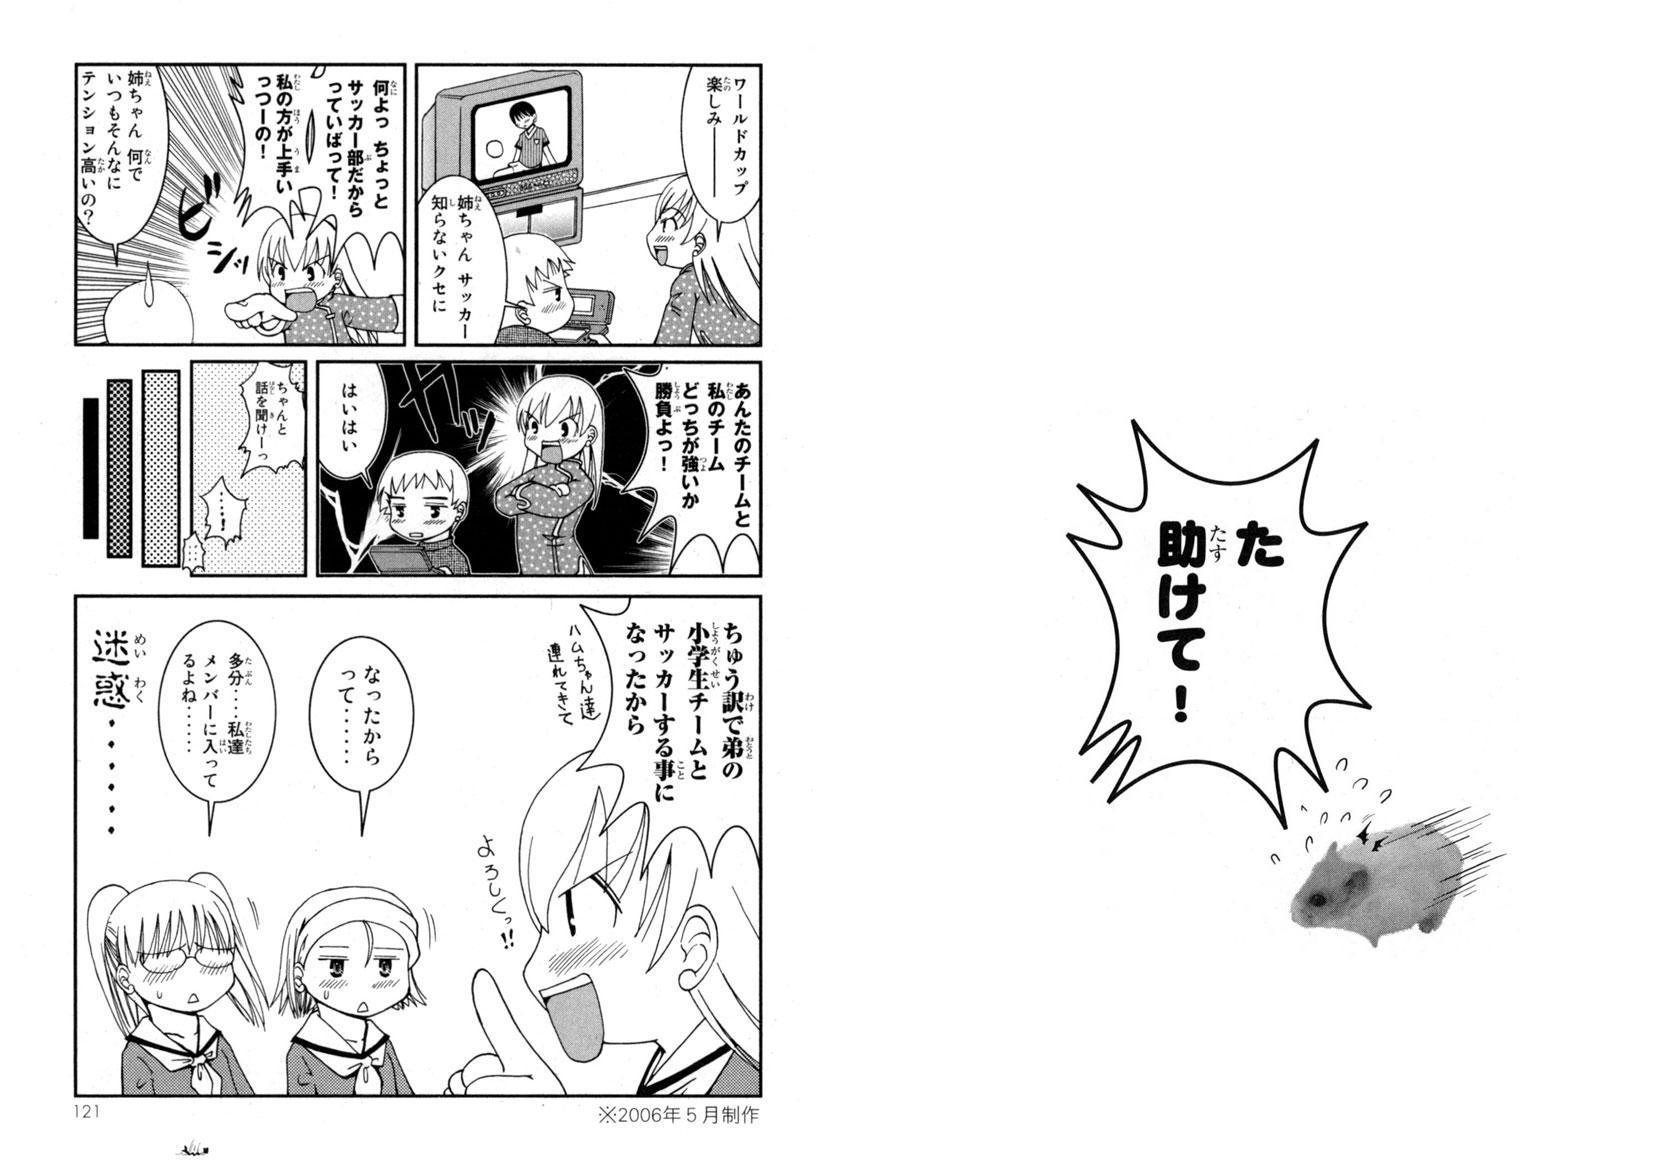 た
助けて！
ワールドカップ
楽しみ――
姉ちゃん サッカー
知らないクセに
何よっ ちょっと
サッカー部だから
っていばって！
私の方が上手い
っつーの！
ビ
シッ
姉ちゃん 何で
いつもそんなに
テンション高いの？
あんたのチームと
私のチーム
どっちが強いか
勝負よっ！
はいはい
ちゃんと
話を聞けーっ
……！
ちゅう訳で弟の
小学生チームと
サッカーする事に
なったから
ハムちゃん達
連れてきて
よろしくっ!!
なったから
って……
多分…私達
メンバーに入って
るよね……
迷惑……
※2006年5月制作
121